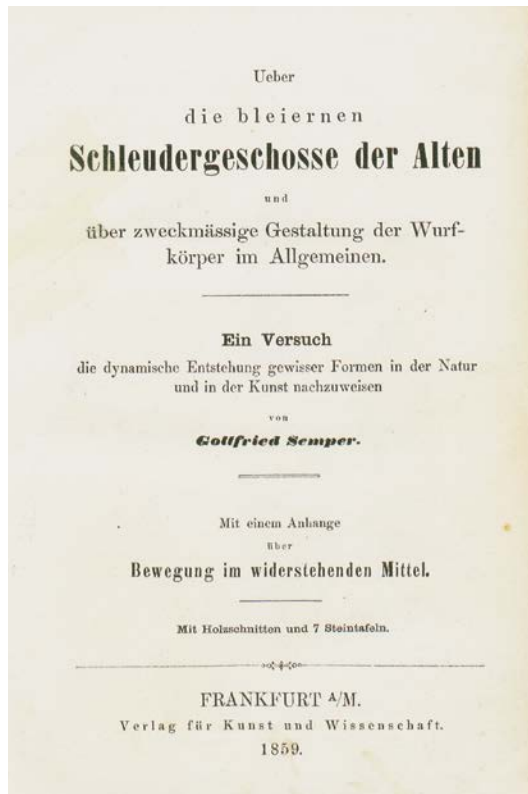 Ueber
die bleiernen
Schleudergeschosse der Alten
und
über zweckmässige Gestaltung der Wurf-
körper im Allgemeinen.
Ein Versuch
die dynamische Entstehung gewisser Formen in der Natur
und in der Kunst nachzuweisen
von
Gottfried Semper.
Mit einem Anhange
über
Bewegung im widerstehenden Mittel.
Mit Holzschnitten und 7 Steintafeln.
FRANKFURT A/M.
Verlag für Kunst und Wissenschaft.
1859.